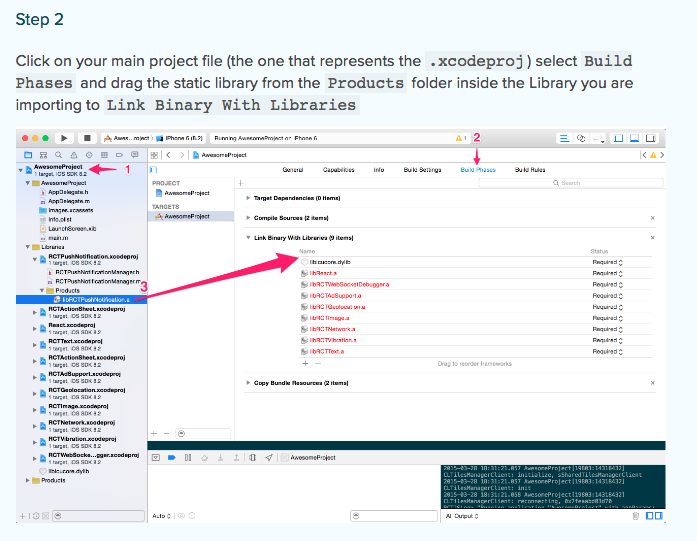 Step 2
Click on your main project file (the one that represents the .xcodeproj) select Build
Phases and drag the static library from the Products folder inside the Library you are
importing to Link Binary With Libraries
Awes...roject iPhone 6 (8.2) Running AwesomeProject on iPhone 6 1 2
AwesomeProject
AwesomeProject 1
1 target, iOS SDK 8.2
General Capabilities Info Build Settings Build Phases Build Rules
AwesomeProject
AppDelegate.h
AppDelegate.m
Images.xcassets
Info.plist
LaunchScreen.xib
main.m
Libraries
RCTPushNotification.xcodeproj
1 target, iOS SDK 8.2
RCTPushNotificationManager.h
RCTPushNotificationManager.m
Products
libRCTPushNotification.a 3
RCTActionSheet.xcodeproj
1 target, iOS SDK 8.2
React.xcodeproj
1 target, iOS SDK 8.2
RCTText.xcodeproj
1 target, iOS SDK 8.2
RCTActionSheet.xcodeproj
1 target, iOS SDK 8.2
RCTAdSupport.xcodeproj
1 target, iOS SDK 8.2
RCTGeolocation.xcodeproj
1 target, iOS SDK 8.2
RCTImage.xcodeproj
1 target, iOS SDK 8.2
RCTNetwork.xcodeproj
1 target, iOS SDK 8.2
RCTVibration.xcodeproj
1 target, iOS SDK 8.2
RCTWebSocke...gger.xcodeproj
1 target, iOS SDK 8.2
libicucore.dylib
Products
PROJECT
AwesomeProject
TARGETS
AwesomeProject
Search
Target Dependencies (0 items)
Compile Sources (2 items)
Link Binary With Libraries (9 items)
Name Status
libicucore.dylib Required
libReact.a Required
libRCTWebSocketDebugger.a Required
libRCTAdSupport.a Required
libRCTGeolocation.a Required
libRCTImage.a Required
libRCTNetwork.a Required
libRCTVibration.a Required
libRCTText.a Required
Drag to reorder frameworks
Copy Bundle Resources (2 items)
AwesomeProject
2015-03-28 18:31:21.057 AwesomeProject[19803:14318432]
CLTilesManagerClient: initialize, sSharedTilesManagerClient
2015-03-28 18:31:21.057 AwesomeProject[19803:14318432]
CLTilesManagerClient: init
2015-03-28 18:31:21.058 AwesomeProject[19803:14318432]
CLTilesManagerClient: reconnecting, 0x7feaabd03d70
Auto All Output